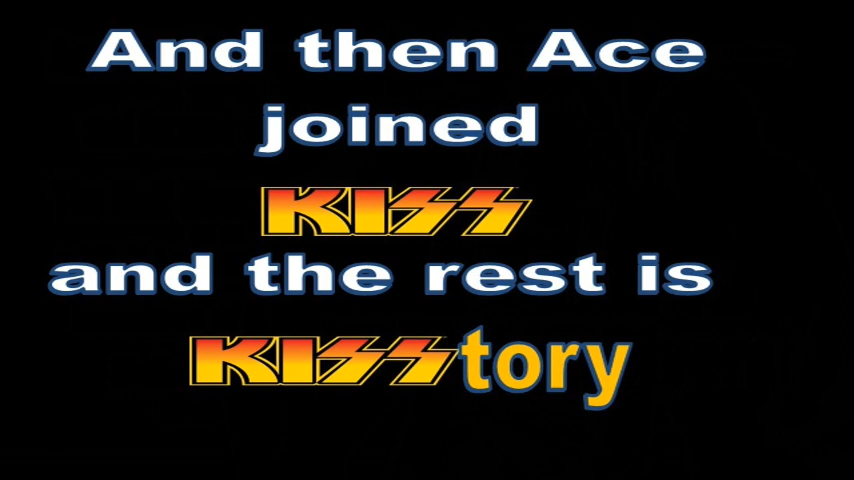 And then Ace
joined
KISS
and the rest is
KISStory